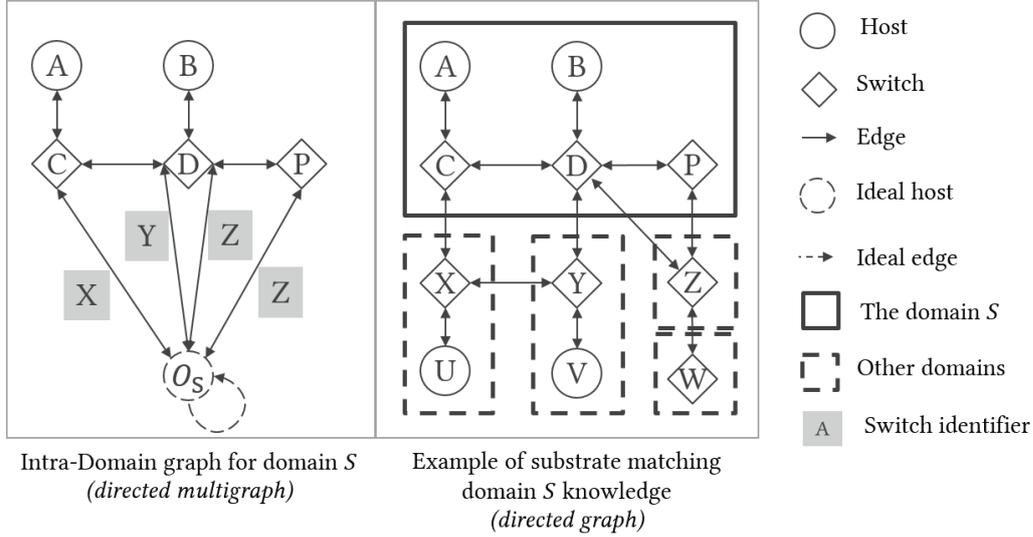 A B
C D P
Y Z
X Z
Os
Intra-Domain graph for domain S
(directed multigraph)
A B
C D P
X Y Z
U V W
Example of substrate matching
domain S knowledge
(directed graph)
Host
Switch
Edge
Ideal host
Ideal edge
The domain S
Other domains
A Switch identifier